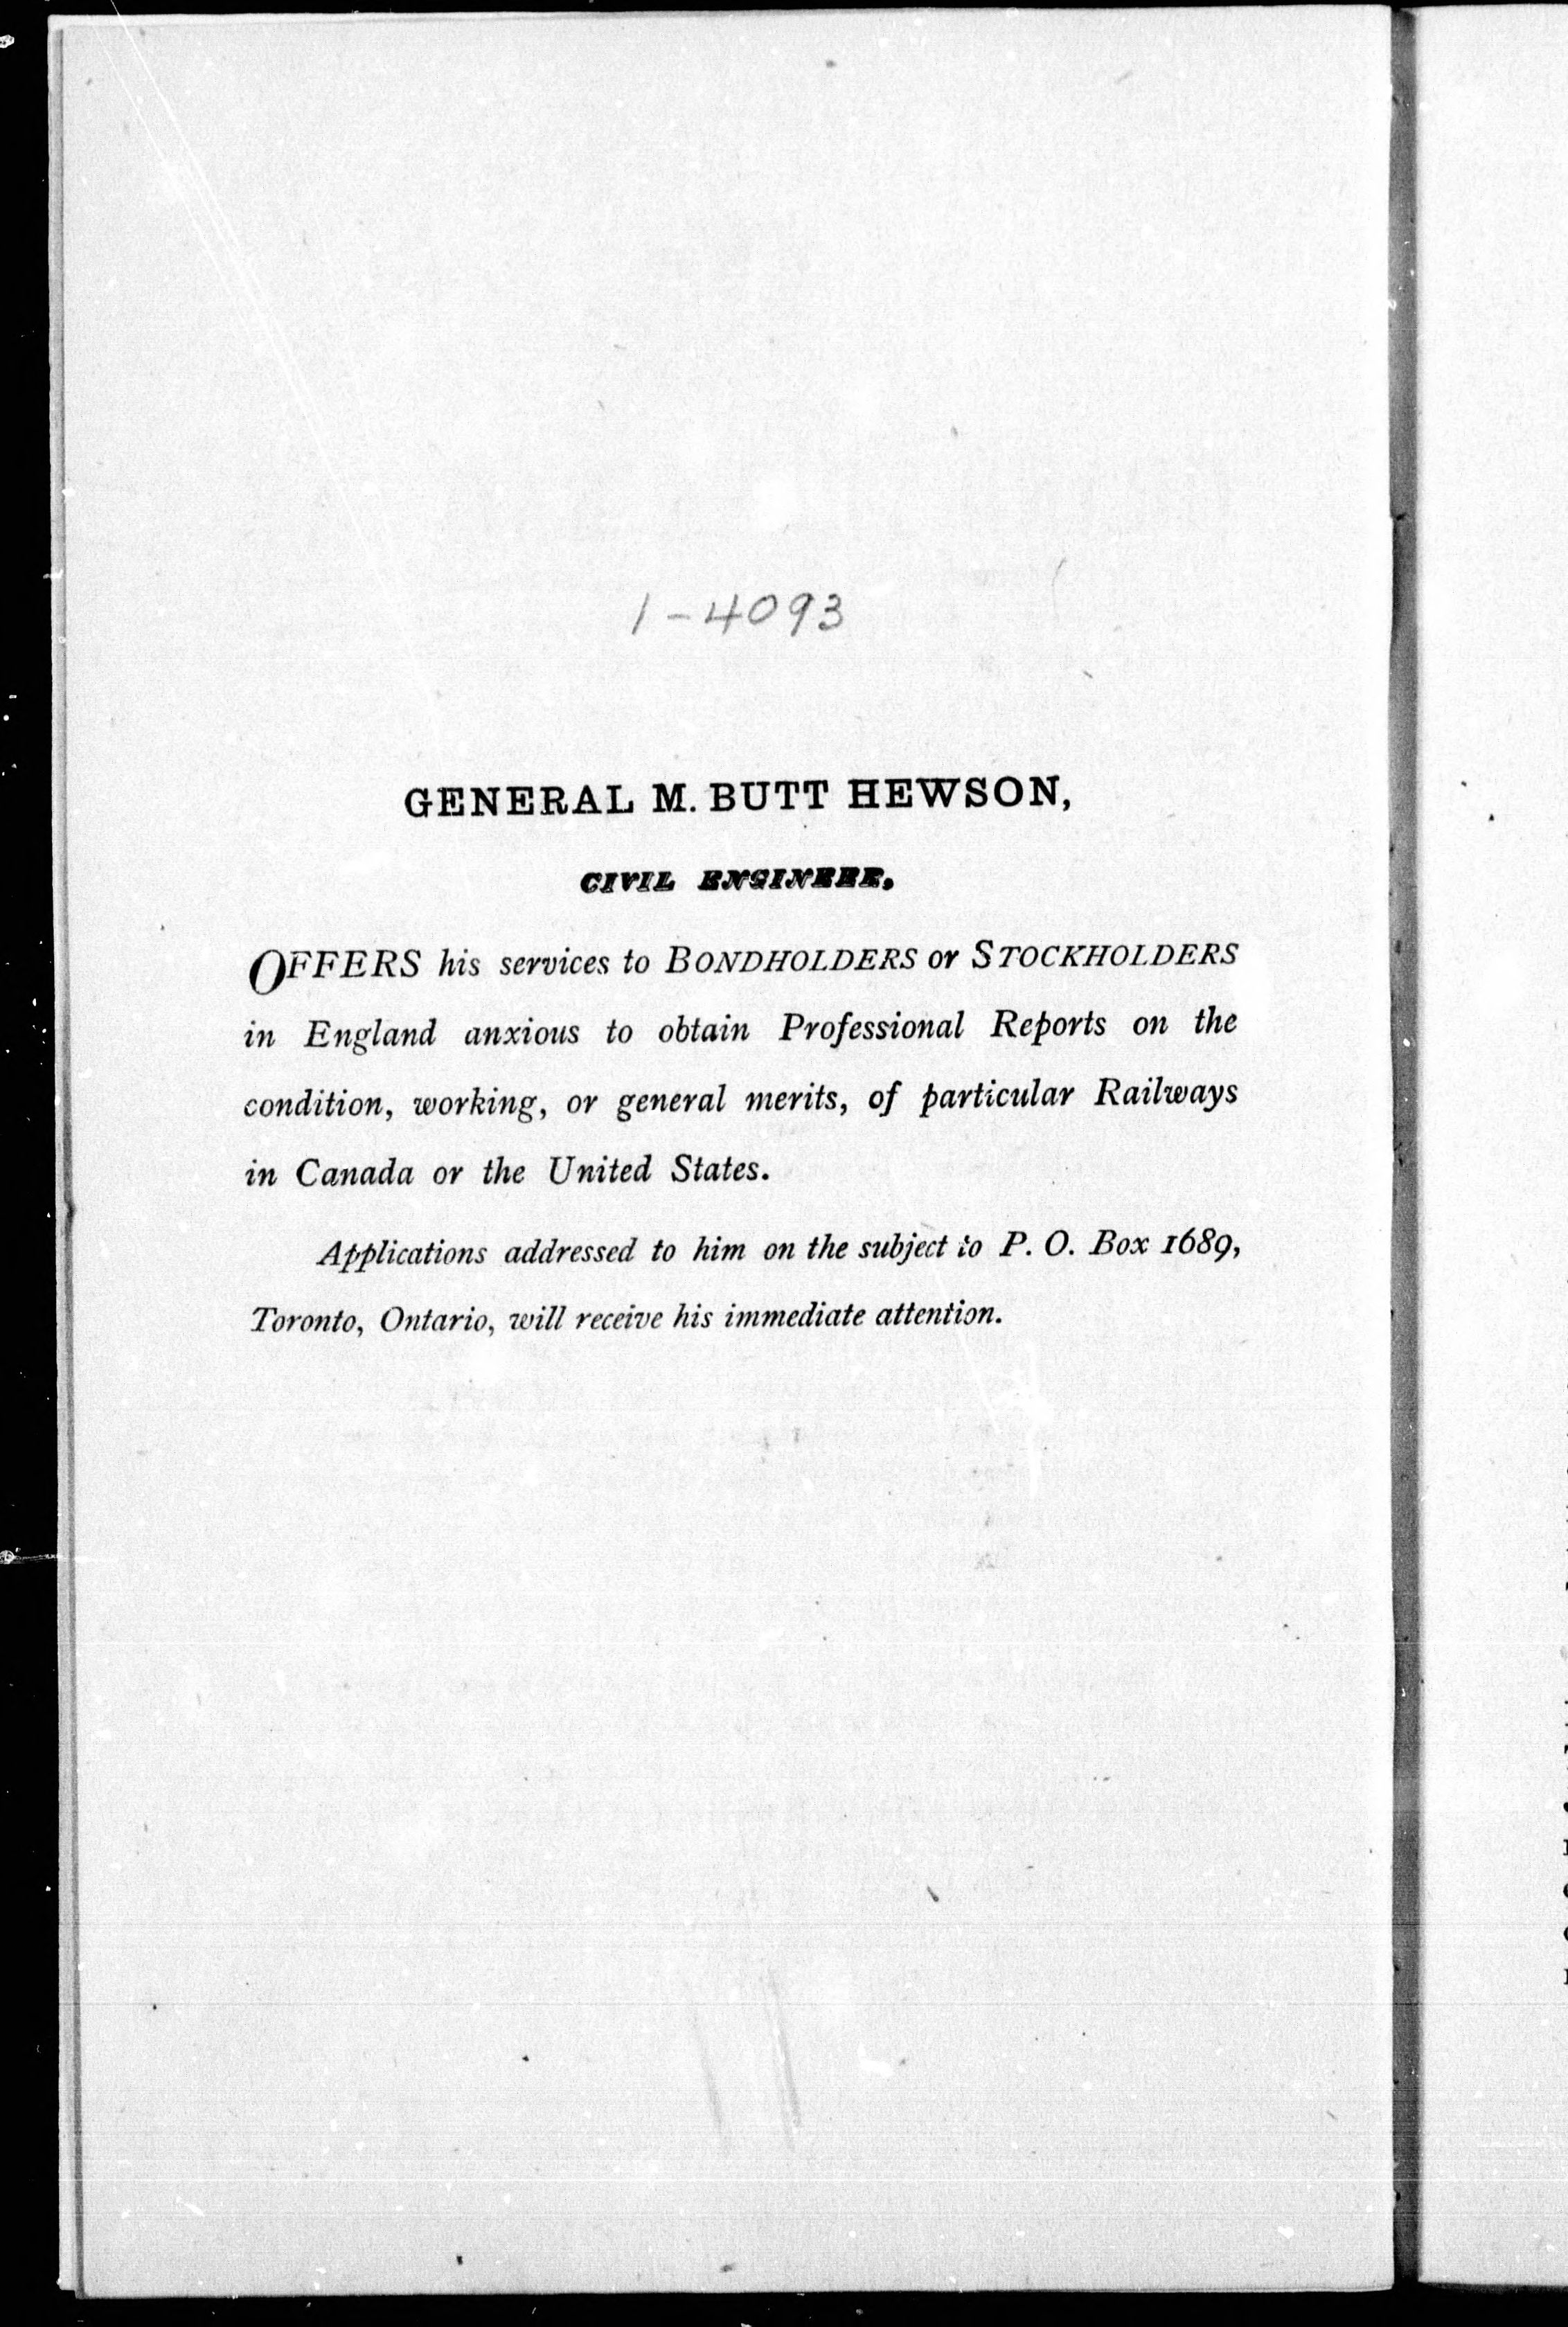 1-4093
GENERAL M. BUTT HEWSON,
CIVIL ENGINEER,
OFFERS his services to BONDHOLDERS or STOCKHOLDERS
in England anxious to obtain Professional Reports on the
condition, working, or general merits, of particular Railways
in Canada or the United States.
Applications addressed to him on the subject to P. O. Box 1689,
Toronto, Ontario, will receive his immediate attention.